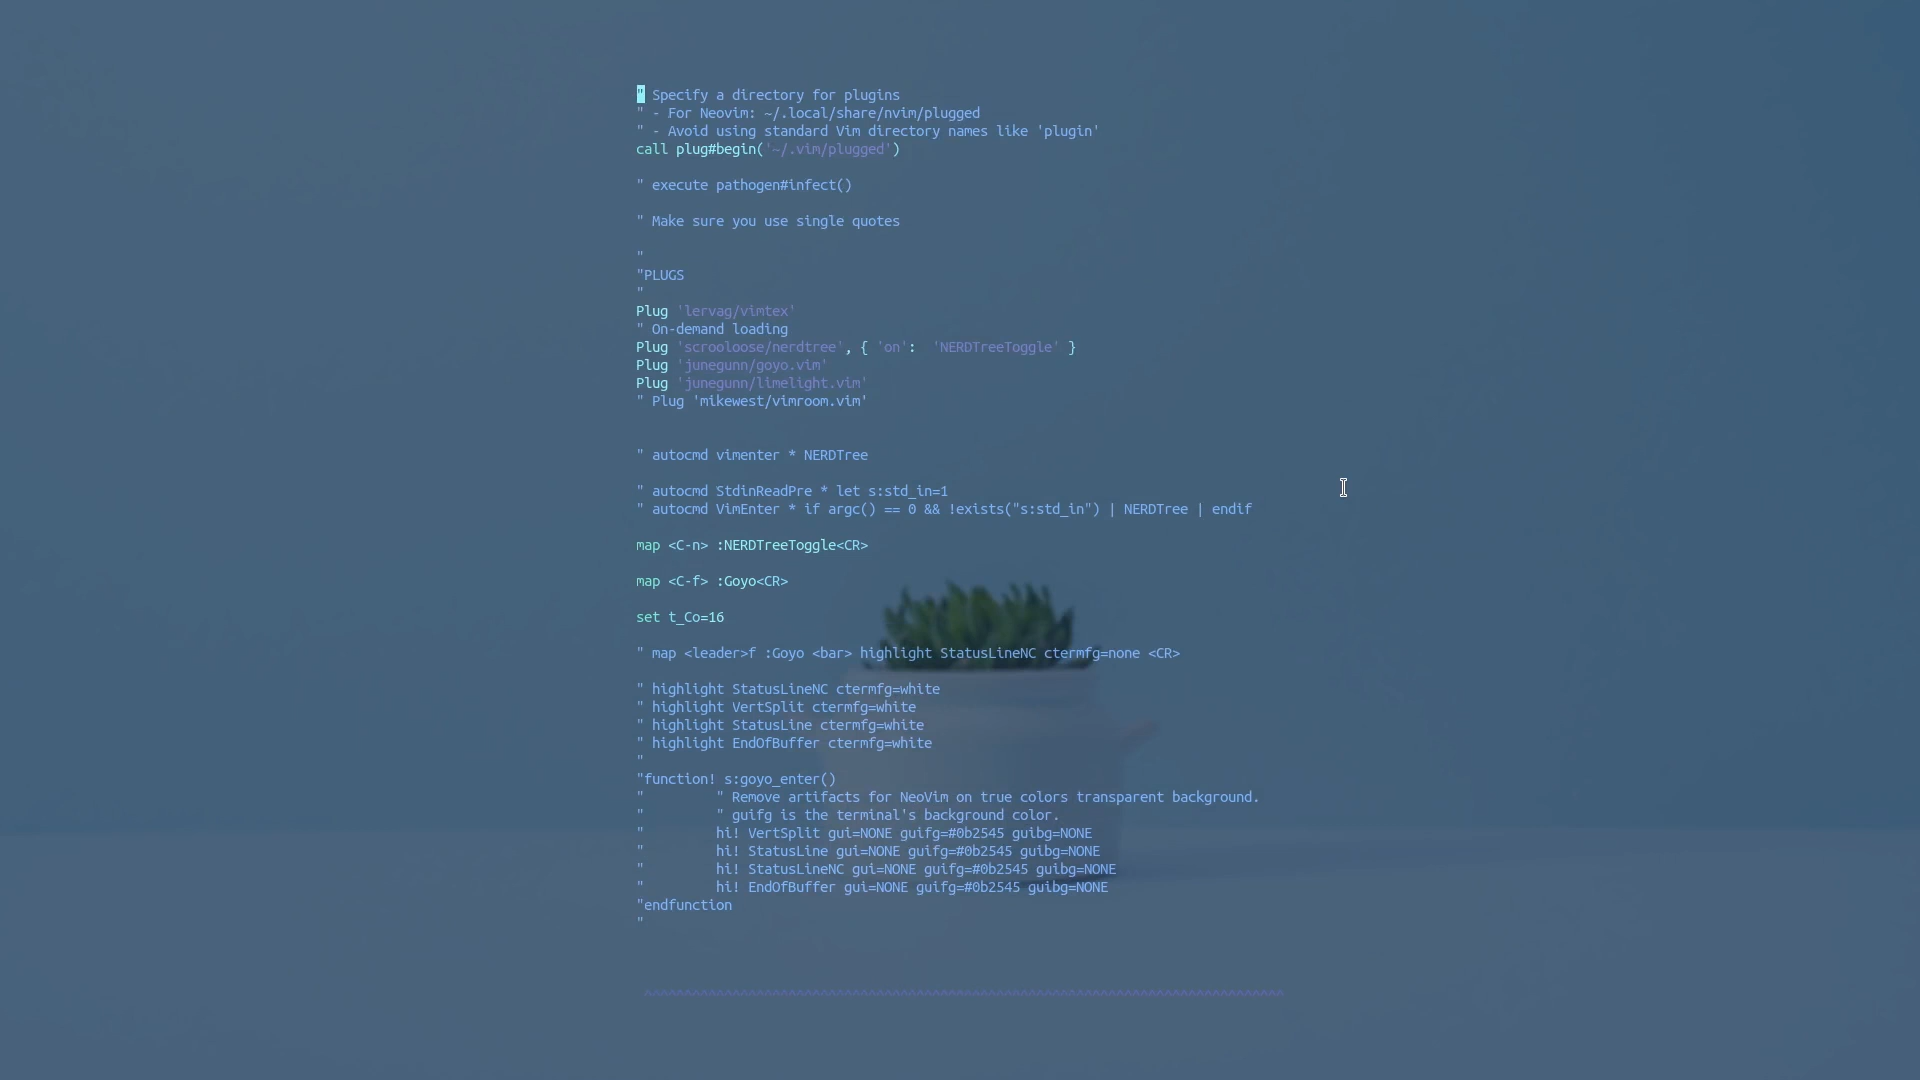 " Specify a directory for plugins
" - For Neovim: ~/.local/share/nvim/plugged
" - Avoid using standard Vim directory names like 'plugin'
call plug#begin('~/.vim/plugged')
" execute pathogen#infect()
" Make sure you use single quotes
"
"PLUGS
"
Plug 'lervag/vimtex'
" On-demand loading
Plug 'scrooloose/nerdtree', { 'on':  'NERDTreeToggle' }
Plug 'junegunn/goyo.vim'
Plug 'junegunn/limelight.vim'
" Plug 'mikewest/vimroom.vim'
" autocmd vimenter * NERDTree
" autocmd StdinReadPre * let s:std_in=1
" autocmd VimEnter * if argc() == 0 && !exists("s:std_in") | NERDTree | endif
map <C-n> :NERDTreeToggle<CR>
map <C-f> :Goyo<CR>
set t_Co=16
" map <leader>f :Goyo <bar> highlight StatusLineNC ctermfg=none <CR>
" highlight StatusLineNC ctermfg=white
" highlight VertSplit ctermfg=white
" highlight StatusLine ctermfg=white
" highlight EndOfBuffer ctermfg=white
"
"function! s:goyo_enter()
"         " Remove artifacts for NeoVim on true colors transparent background.
"         " guifg is the terminal's background color.
"         hi! VertSplit gui=NONE guifg=#0b2545 guibg=NONE
"         hi! StatusLine gui=NONE guifg=#0b2545 guibg=NONE
"         hi! StatusLineNC gui=NONE guifg=#0b2545 guibg=NONE
"         hi! EndOfBuffer gui=NONE guifg=#0b2545 guibg=NONE
"endfunction
"
^^^^^^^^^^^^^^^^^^^^^^^^^^^^^^^^^^^^^^^^^^^^^^^^^^^^^^^^^^^^^^^^^^^^^^^^^^^^^^^^